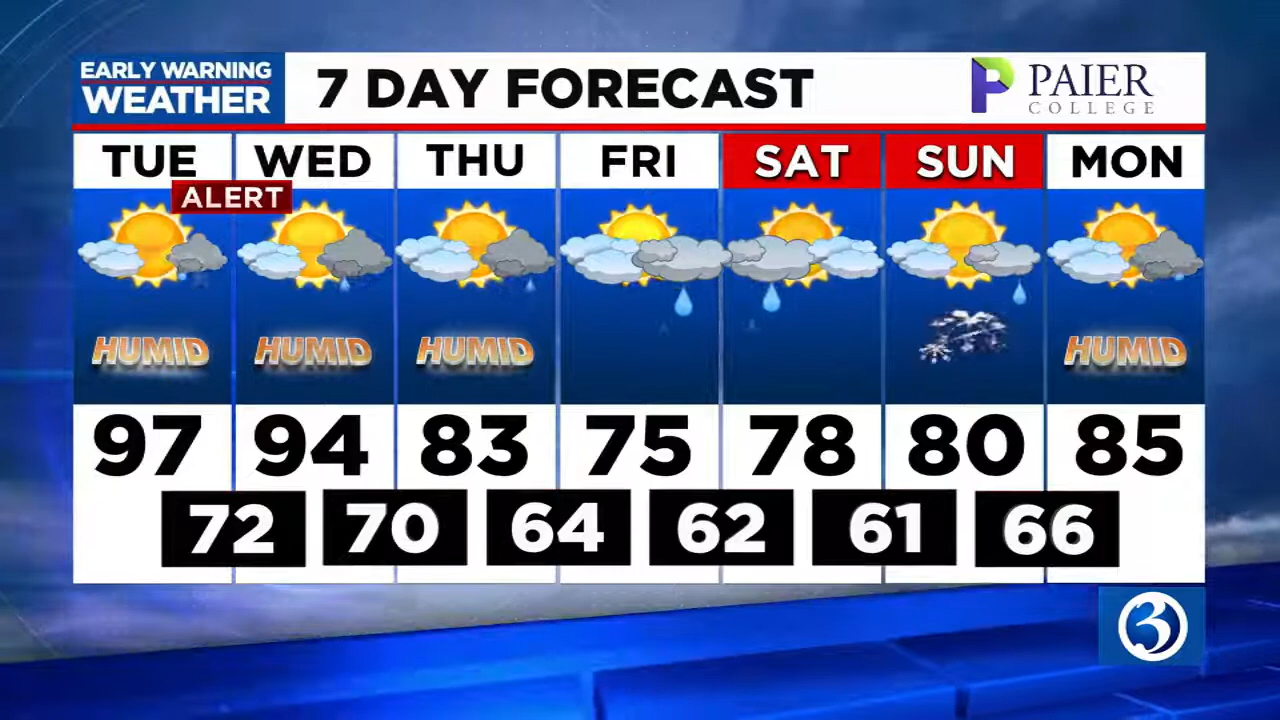 EARLY WARNING
WEATHER
7 DAY FORECAST
PAIER
COLLEGE
TUE WED THU FRI SAT SUN MON
ALERT
HUMID HUMID HUMID HUMID
97 94 83 75 78 80 85
72 70 64 62 61 66
3